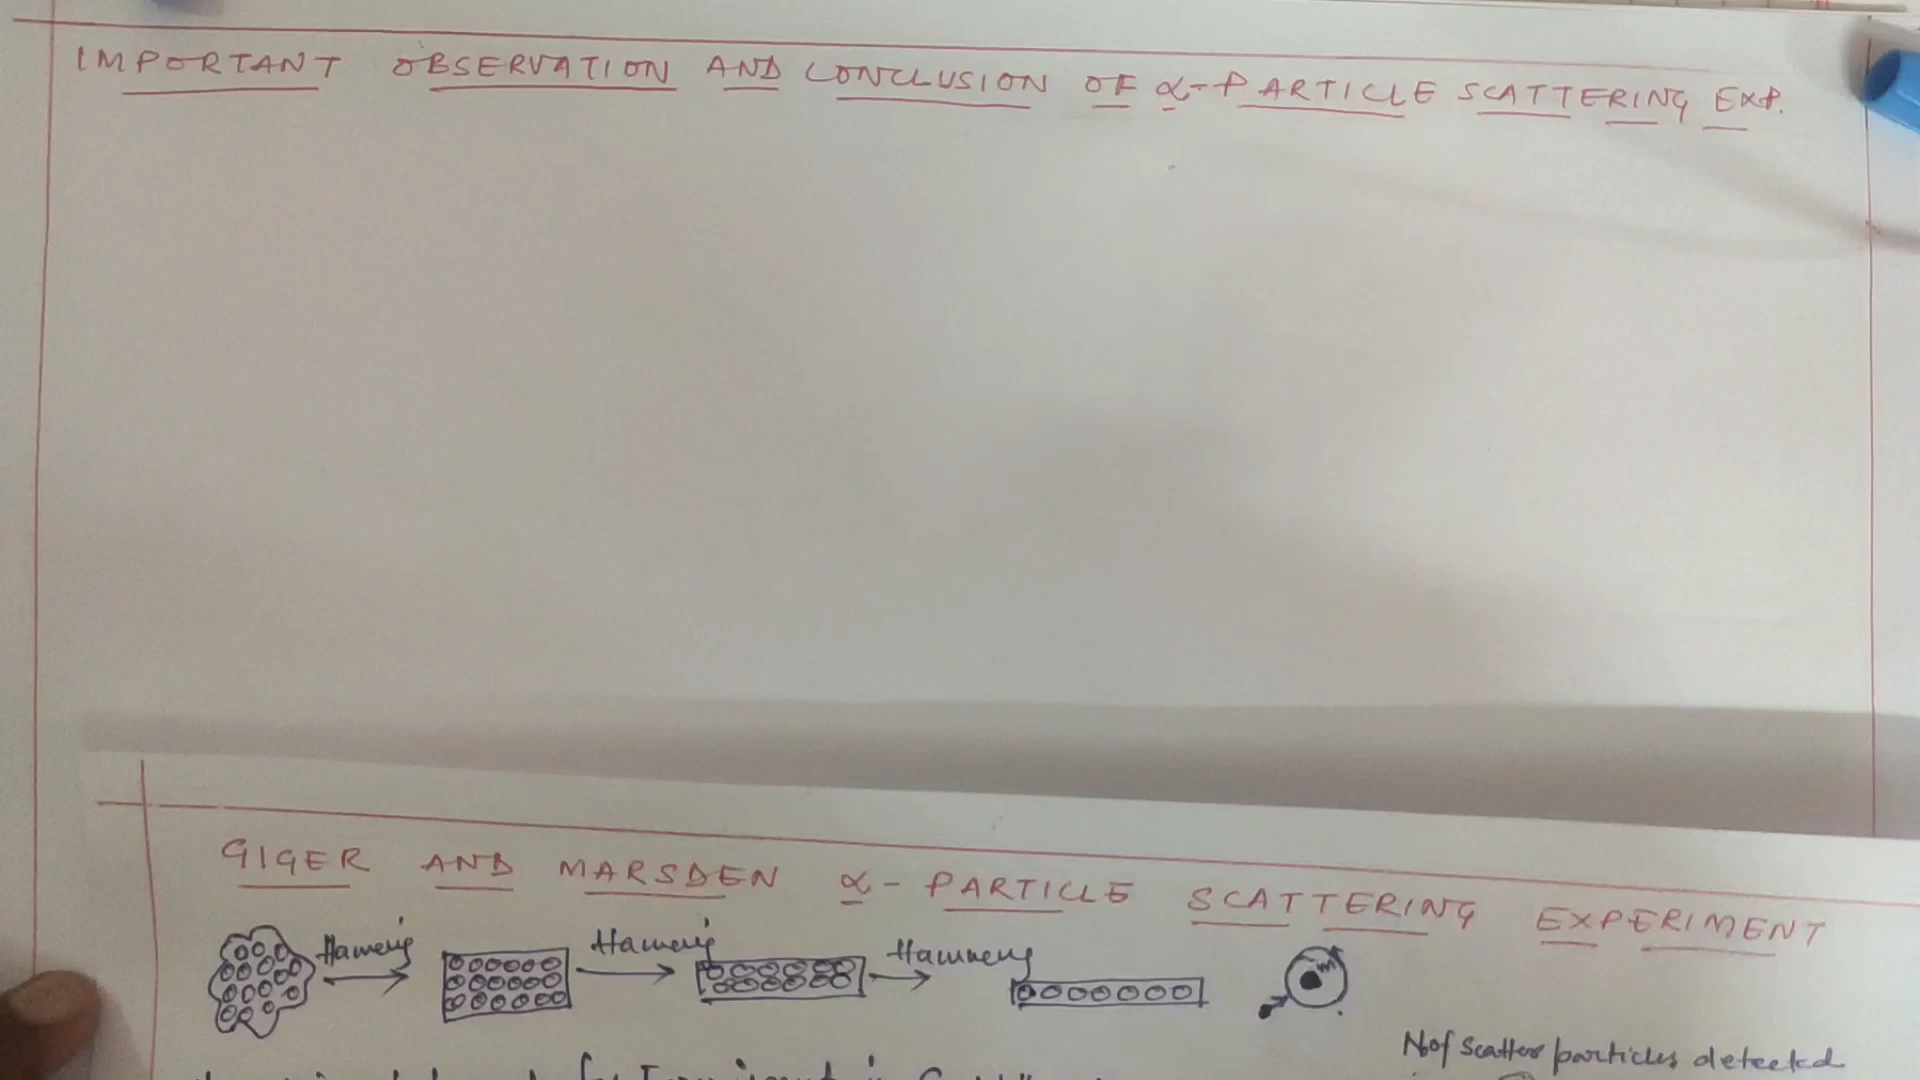 IMPORTANT OBSERVATION AND CONCLUSION OF α-PARTICLE SCATTERING EXP.
GIGER AND MARSDEN α-PARTICLE SCATTERING EXPERIMENT
Hamering Hamering Hammering
No of scatter particles detected